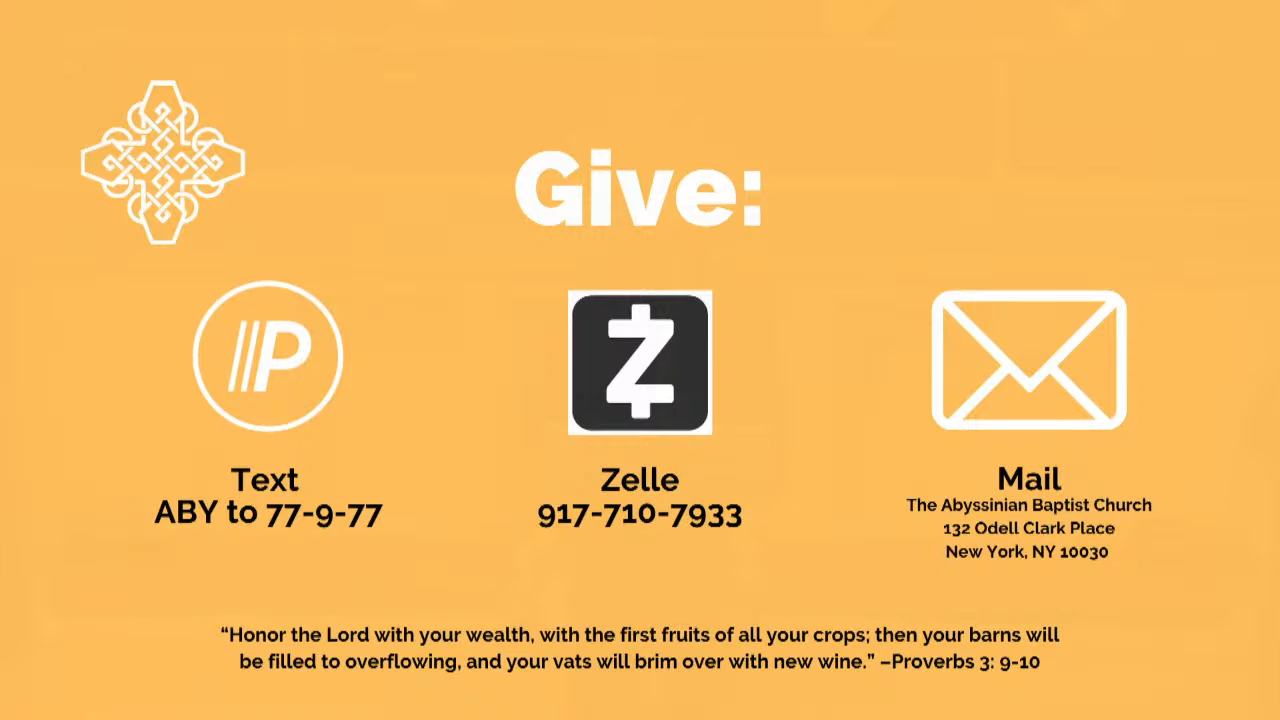 Give:
Text
ABY to 77-9-77
Zelle
917-710-7933
Mail
The Abyssinian Baptist Church
132 Odell Clark Place
New York, NY 10030
“Honor the Lord with your wealth, with the first fruits of all your crops; then your barns will
be filled to overflowing, and your vats will brim over with new wine.” –Proverbs 3: 9-10